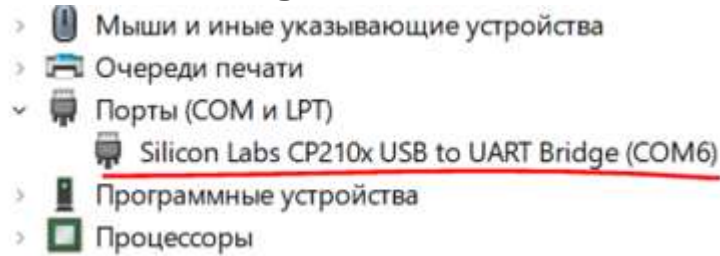 Мыши и иные указывающие устройства
Очереди печати
Порты (COM и LPT)
Silicon Labs CP210x USB to UART Bridge (COM6)
Программные устройства
Процессоры